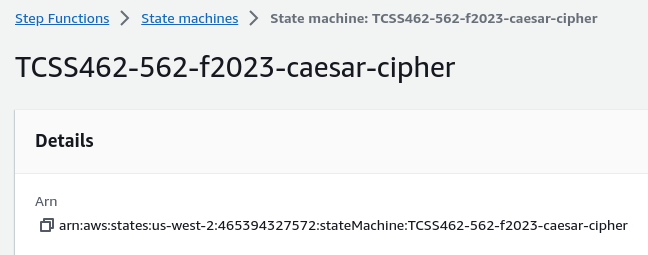 Step Functions > State machines > State machine: TCSS462-562-f2023-caesar-cipher
TCSS462-562-f2023-caesar-cipher
Details
Arn
arn:aws:states:us-west-2:465394327572:stateMachine:TCSS462-562-f2023-caesar-cipher